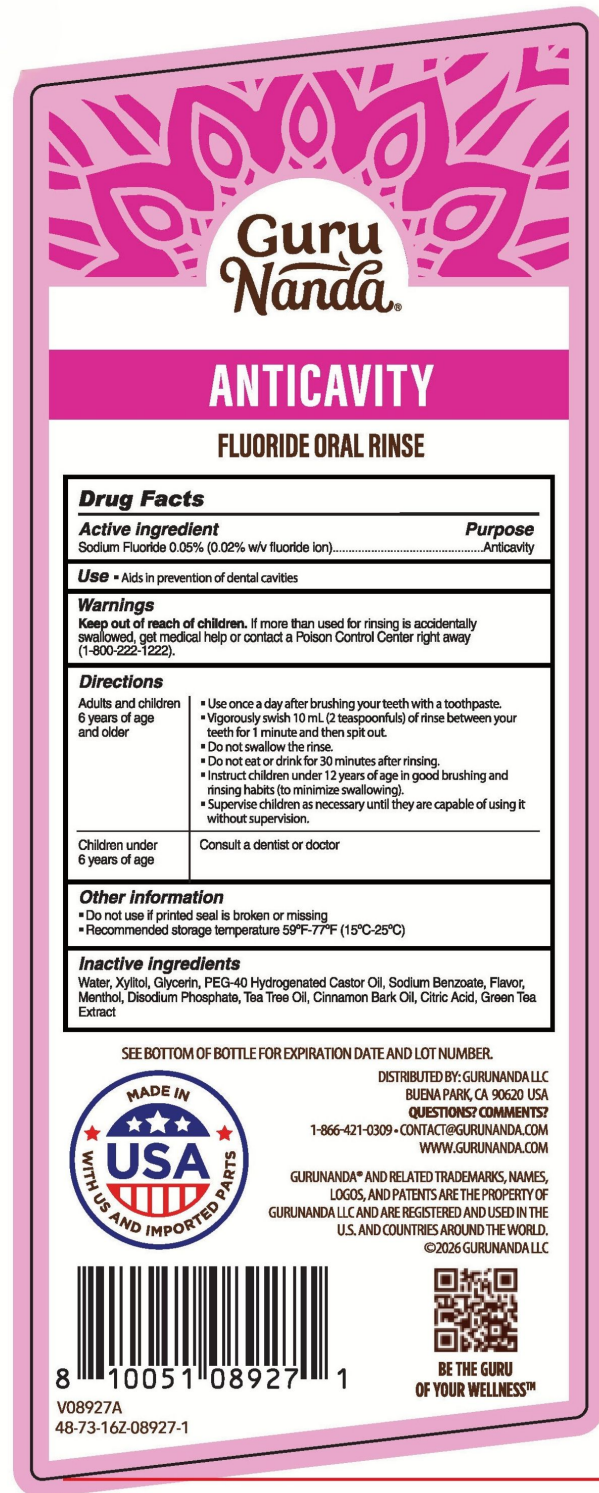 Guru
Nanda®
ANTICAVITY
FLUORIDE ORAL RINSE
Drug Facts
Active ingredient Purpose
Sodium Fluoride 0.05% (0.02% w/v fluoride ion)..................................................Anticavity
Use ▪ Aids in prevention of dental cavities
Warnings
Keep out of reach of children. If more than used for rinsing is accidentally
swallowed, get medical help or contact a Poison Control Center right away
(1-800-222-1222).
Directions
Adults and children
6 years of age
and older
▪ Use once a day after brushing your teeth with a toothpaste.
▪ Vigorously swish 10 mL (2 teaspoonfuls) of rinse between your
teeth for 1 minute and then spit out.
▪ Do not swallow the rinse.
▪ Do not eat or drink for 30 minutes after rinsing.
▪ Instruct children under 12 years of age in good brushing and
rinsing habits (to minimize swallowing).
▪ Supervise children as necessary until they are capable of using it
without supervision.
Children under
6 years of age
Consult a dentist or doctor
Other information
▪ Do not use if printed seal is broken or missing
▪ Recommended storage temperature 59ºF-77ºF (15ºC-25ºC)
Inactive ingredients
Water, Xylitol, Glycerin, PEG-40 Hydrogenated Castor Oil, Sodium Benzoate, Flavor,
Menthol, Disodium Phosphate, Tea Tree Oil, Cinnamon Bark Oil, Citric Acid, Green Tea
Extract
SEE BOTTOM OF BOTTLE FOR EXPIRATION DATE AND LOT NUMBER.
MADE IN
USA
WITH US AND IMPORTED PARTS
DISTRIBUTED BY: GURUNANDA LLC
BUENA PARK, CA 90620 USA
QUESTIONS? COMMENTS?
1-866-421-0309 • CONTACT@GURUNANDA.COM
WWW.GURUNANDA.COM
GURUNANDA® AND RELATED TRADEMARKS, NAMES,
LOGOS, AND PATENTS ARE THE PROPERTY OF
GURUNANDA LLC AND ARE REGISTERED AND USED IN THE
U.S. AND COUNTRIES AROUND THE WORLD.
©2026 GURUNANDA LLC
8 10051 08927 1
BE THE GURU
OF YOUR WELLNESS™
V08927A
48-73-16Z-08927-1